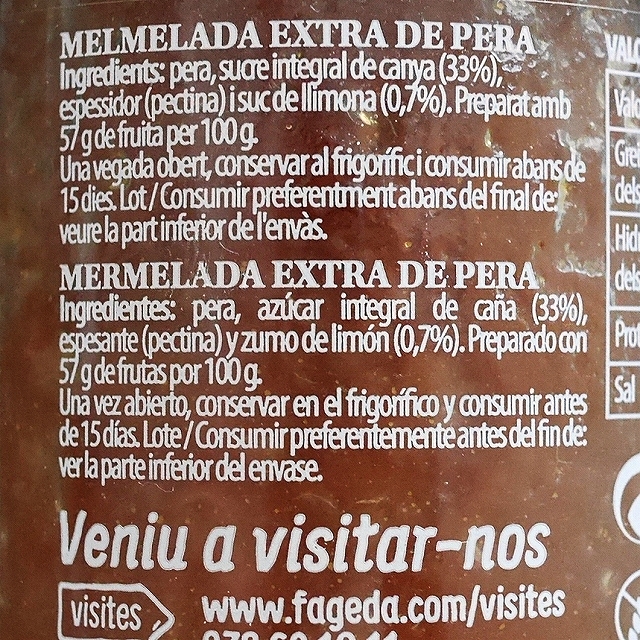 MELMELADA EXTRA DE PERA
Ingredients: pera, sucre integral de canya (33%),
espessidor (pectina) i suc de llimona (0,7%). Preparat amb
57 g de fruita per 100 g.
Una vegada obert, conservar al frigorífic i consumir abans de
15 dies. Lot / Consumir preferentment abans del final de:
veure la part inferior de l'envàs.
MERMELADA EXTRA DE PERA
Ingredientes: pera, azúcar integral de caña (33%),
espesante (pectina) y zumo de limón (0,7%). Preparado con
57 g de frutas por 100 g.
Una vez abierto, conservar en el frigorífico y consumir antes
de 15 días. Lote / Consumir preferentemente antes del fin de:
ver la parte inferior del envase.
Veniu a visitar-nos
visites
www.fageda.com/visites
Sal